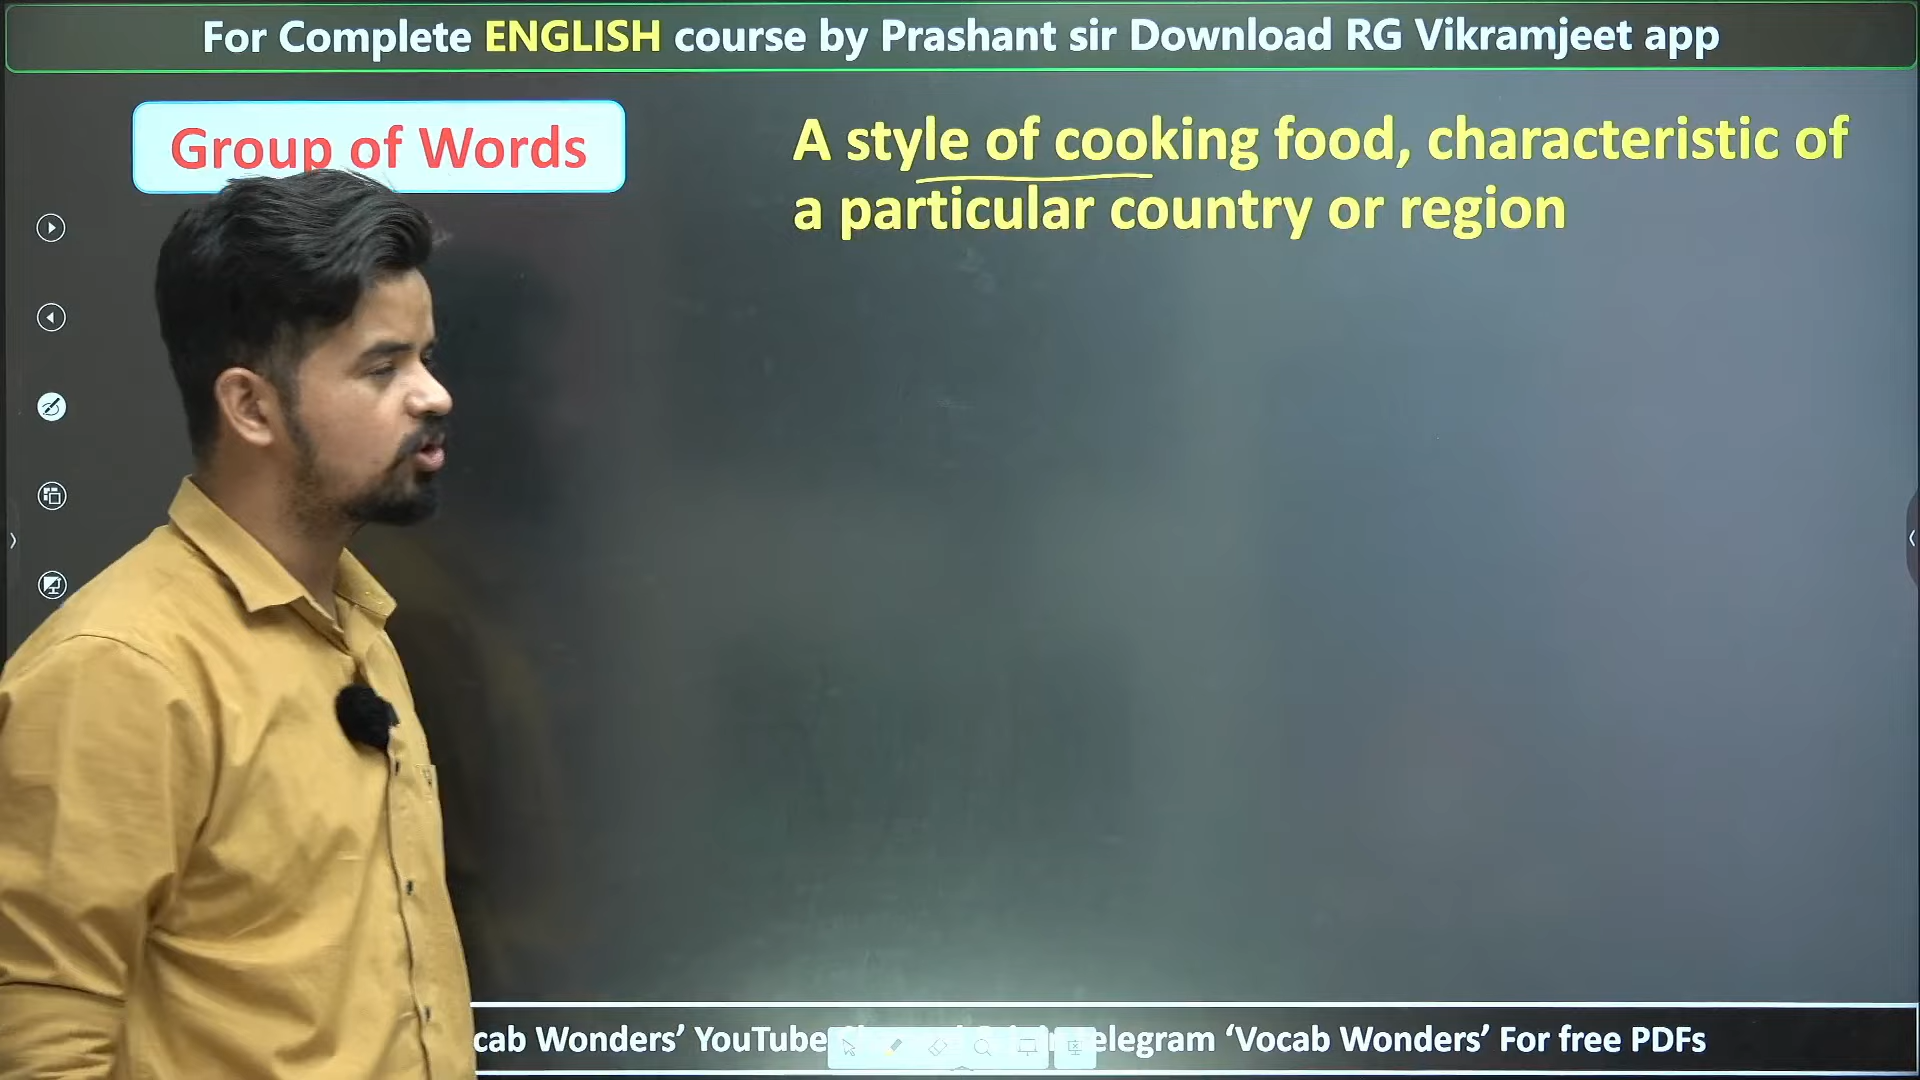 For Complete ENGLISH course by Prashant sir Download RG Vikramjeet app
Group of Words
A style of cooking food, characteristic of
a particular country or region
cab Wonders’ YouTube elegram ‘Vocab Wonders’ For free PDFs